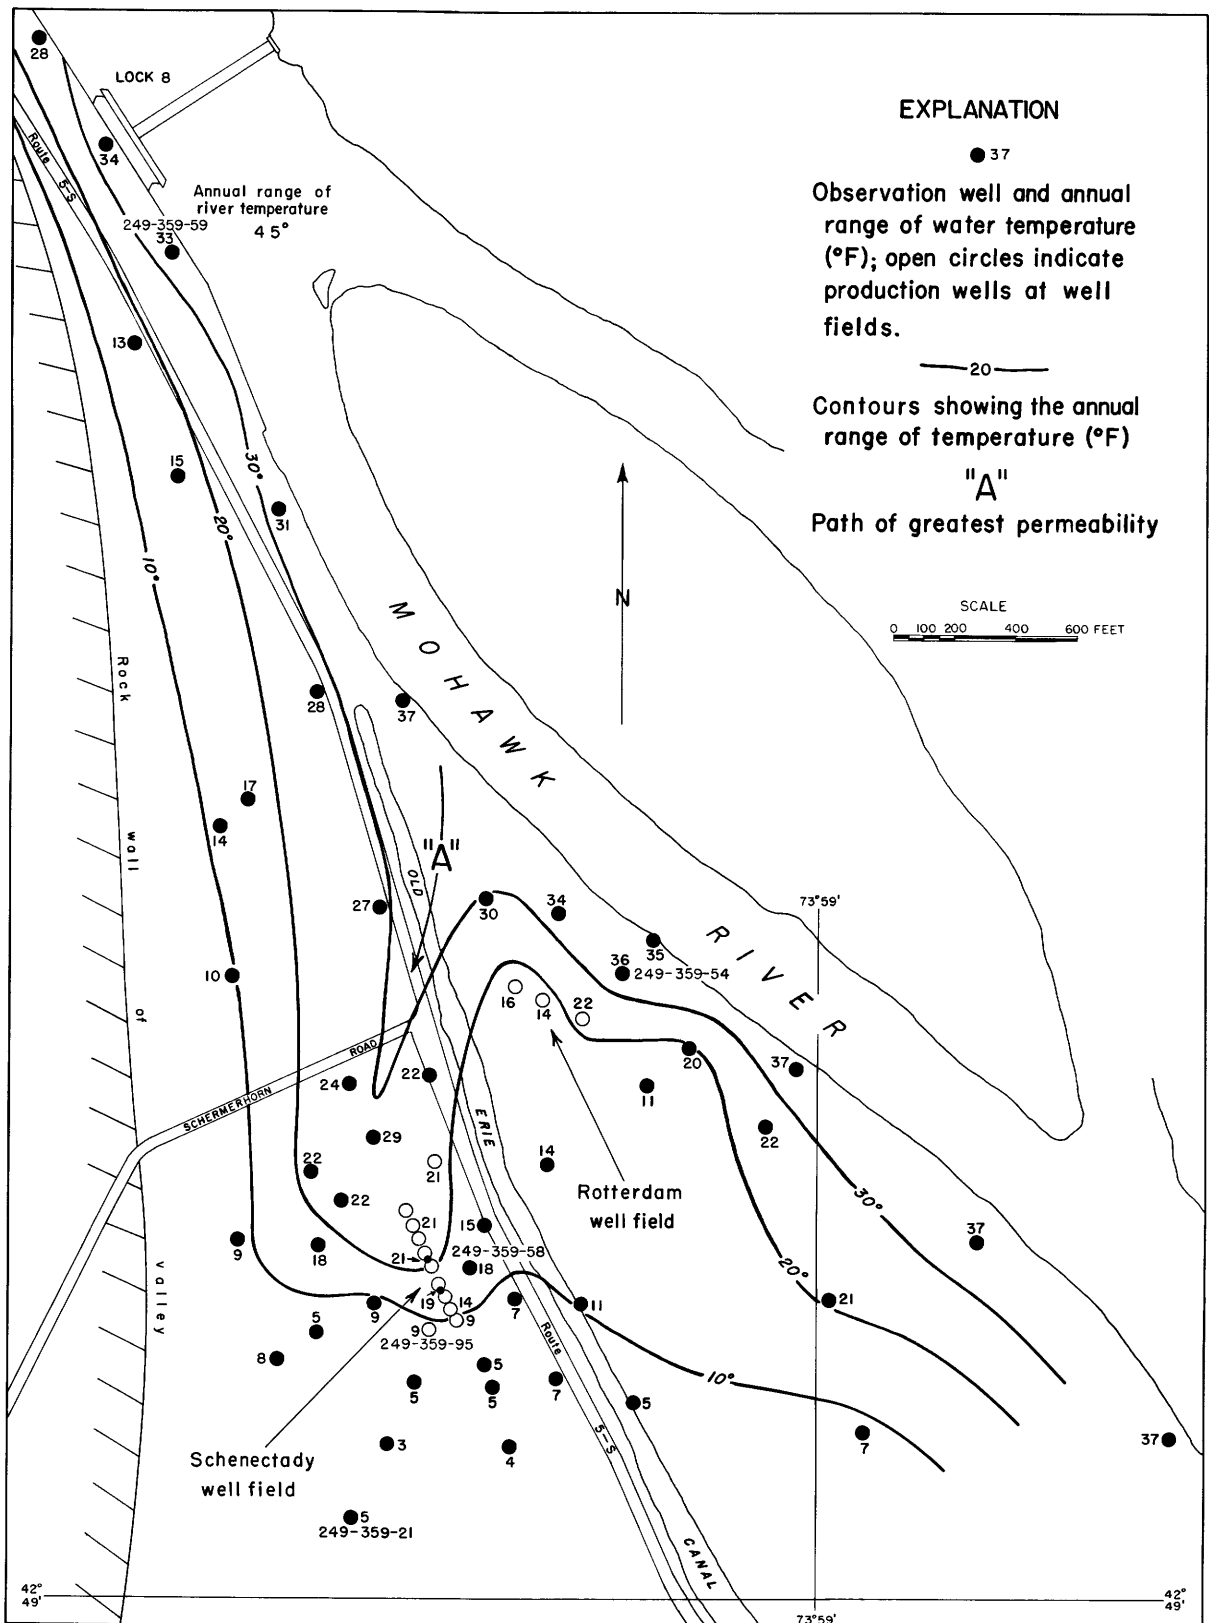 28
LOCK 8
34
Route 5-S
Annual range of
river temperature
45°
249-359-59
33
13
15
30°
31
20°
10°
EXPLANATION
37
Observation well and annual
range of water temperature
(°F); open circles indicate
production wells at well
fields.
20
Contours showing the annual
range of temperature (°F)
"A"
Path of greatest permeability
N
SCALE
0 100 200 400 600 FEET
MOHAWK
RIVER
Rock wall of valley
28
37
17
14
"A"
OLD
27
30
34
73°59'
35
36
249-359-54
10
16
14
22
SCHERMERHORN ROAD
24
22
20
37
11
ERIE
29
22
22
21
14
22
Rotterdam
well field
30°
22
21
15
37
9
18
21
249-359-58
18
20°
19
14
21
9
9
7
11
5
9
249-359-95
Route 5-S
8
5
5
7
10°
5
5
7
37
3
4
Schenectady
well field
5
249-359-21
CANAL
42°
49'
42°
49'
73°59'